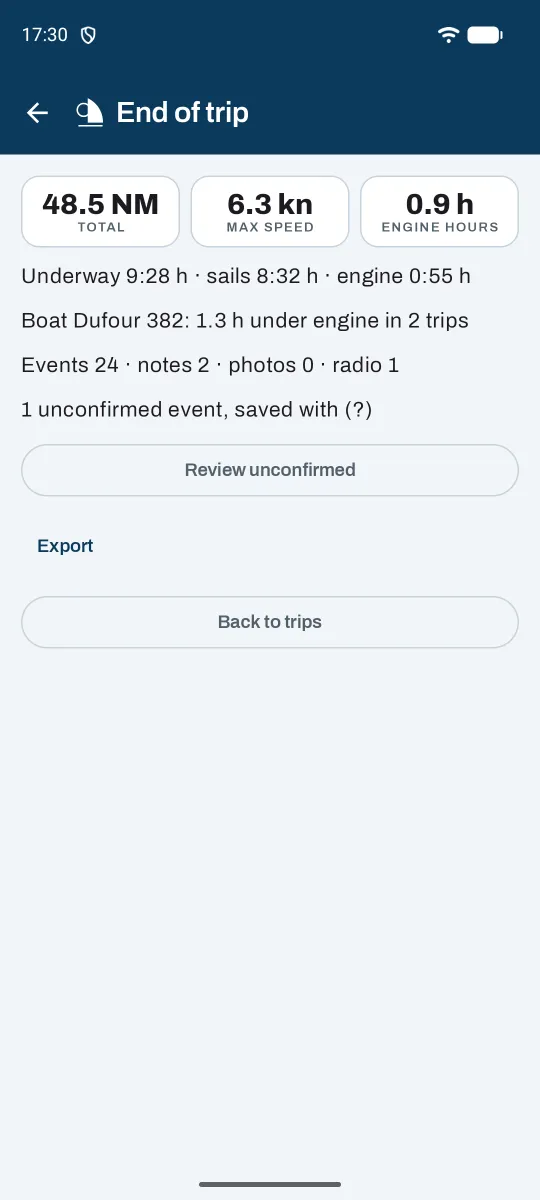 17:30
End of trip
48.5 NM
TOTAL
6.3 kn
MAX SPEED
0.9 h
ENGINE HOURS
Underway 9:28 h · sails 8:32 h · engine 0:55 h
Boat Dufour 382: 1.3 h under engine in 2 trips
Events 24 · notes 2 · photos 0 · radio 1
1 unconfirmed event, saved with (?)
Review unconfirmed
Export
Back to trips